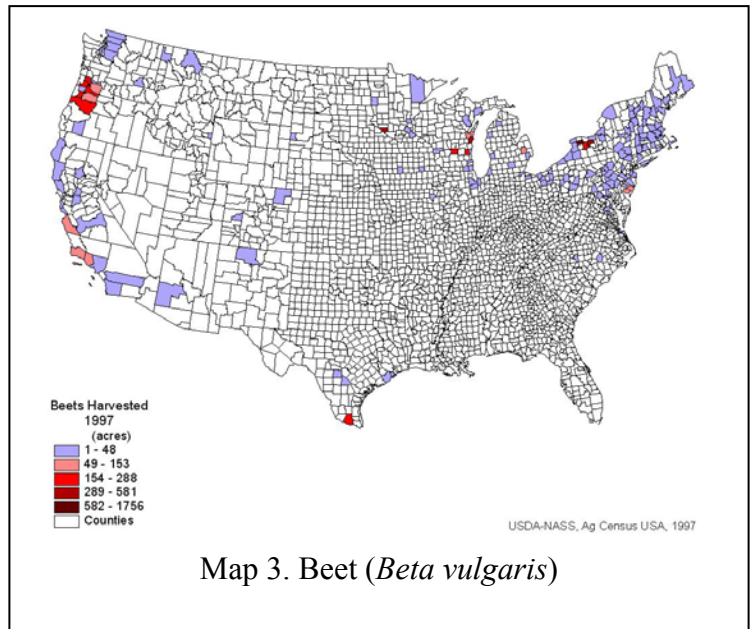 Beets Harvested
1997
(acres)
1 - 48
49 - 153
154 - 288
289 - 581
582 - 1756
Counties
USDA-NASS, Ag Census USA, 1997
Map 3. Beet (Beta vulgaris)